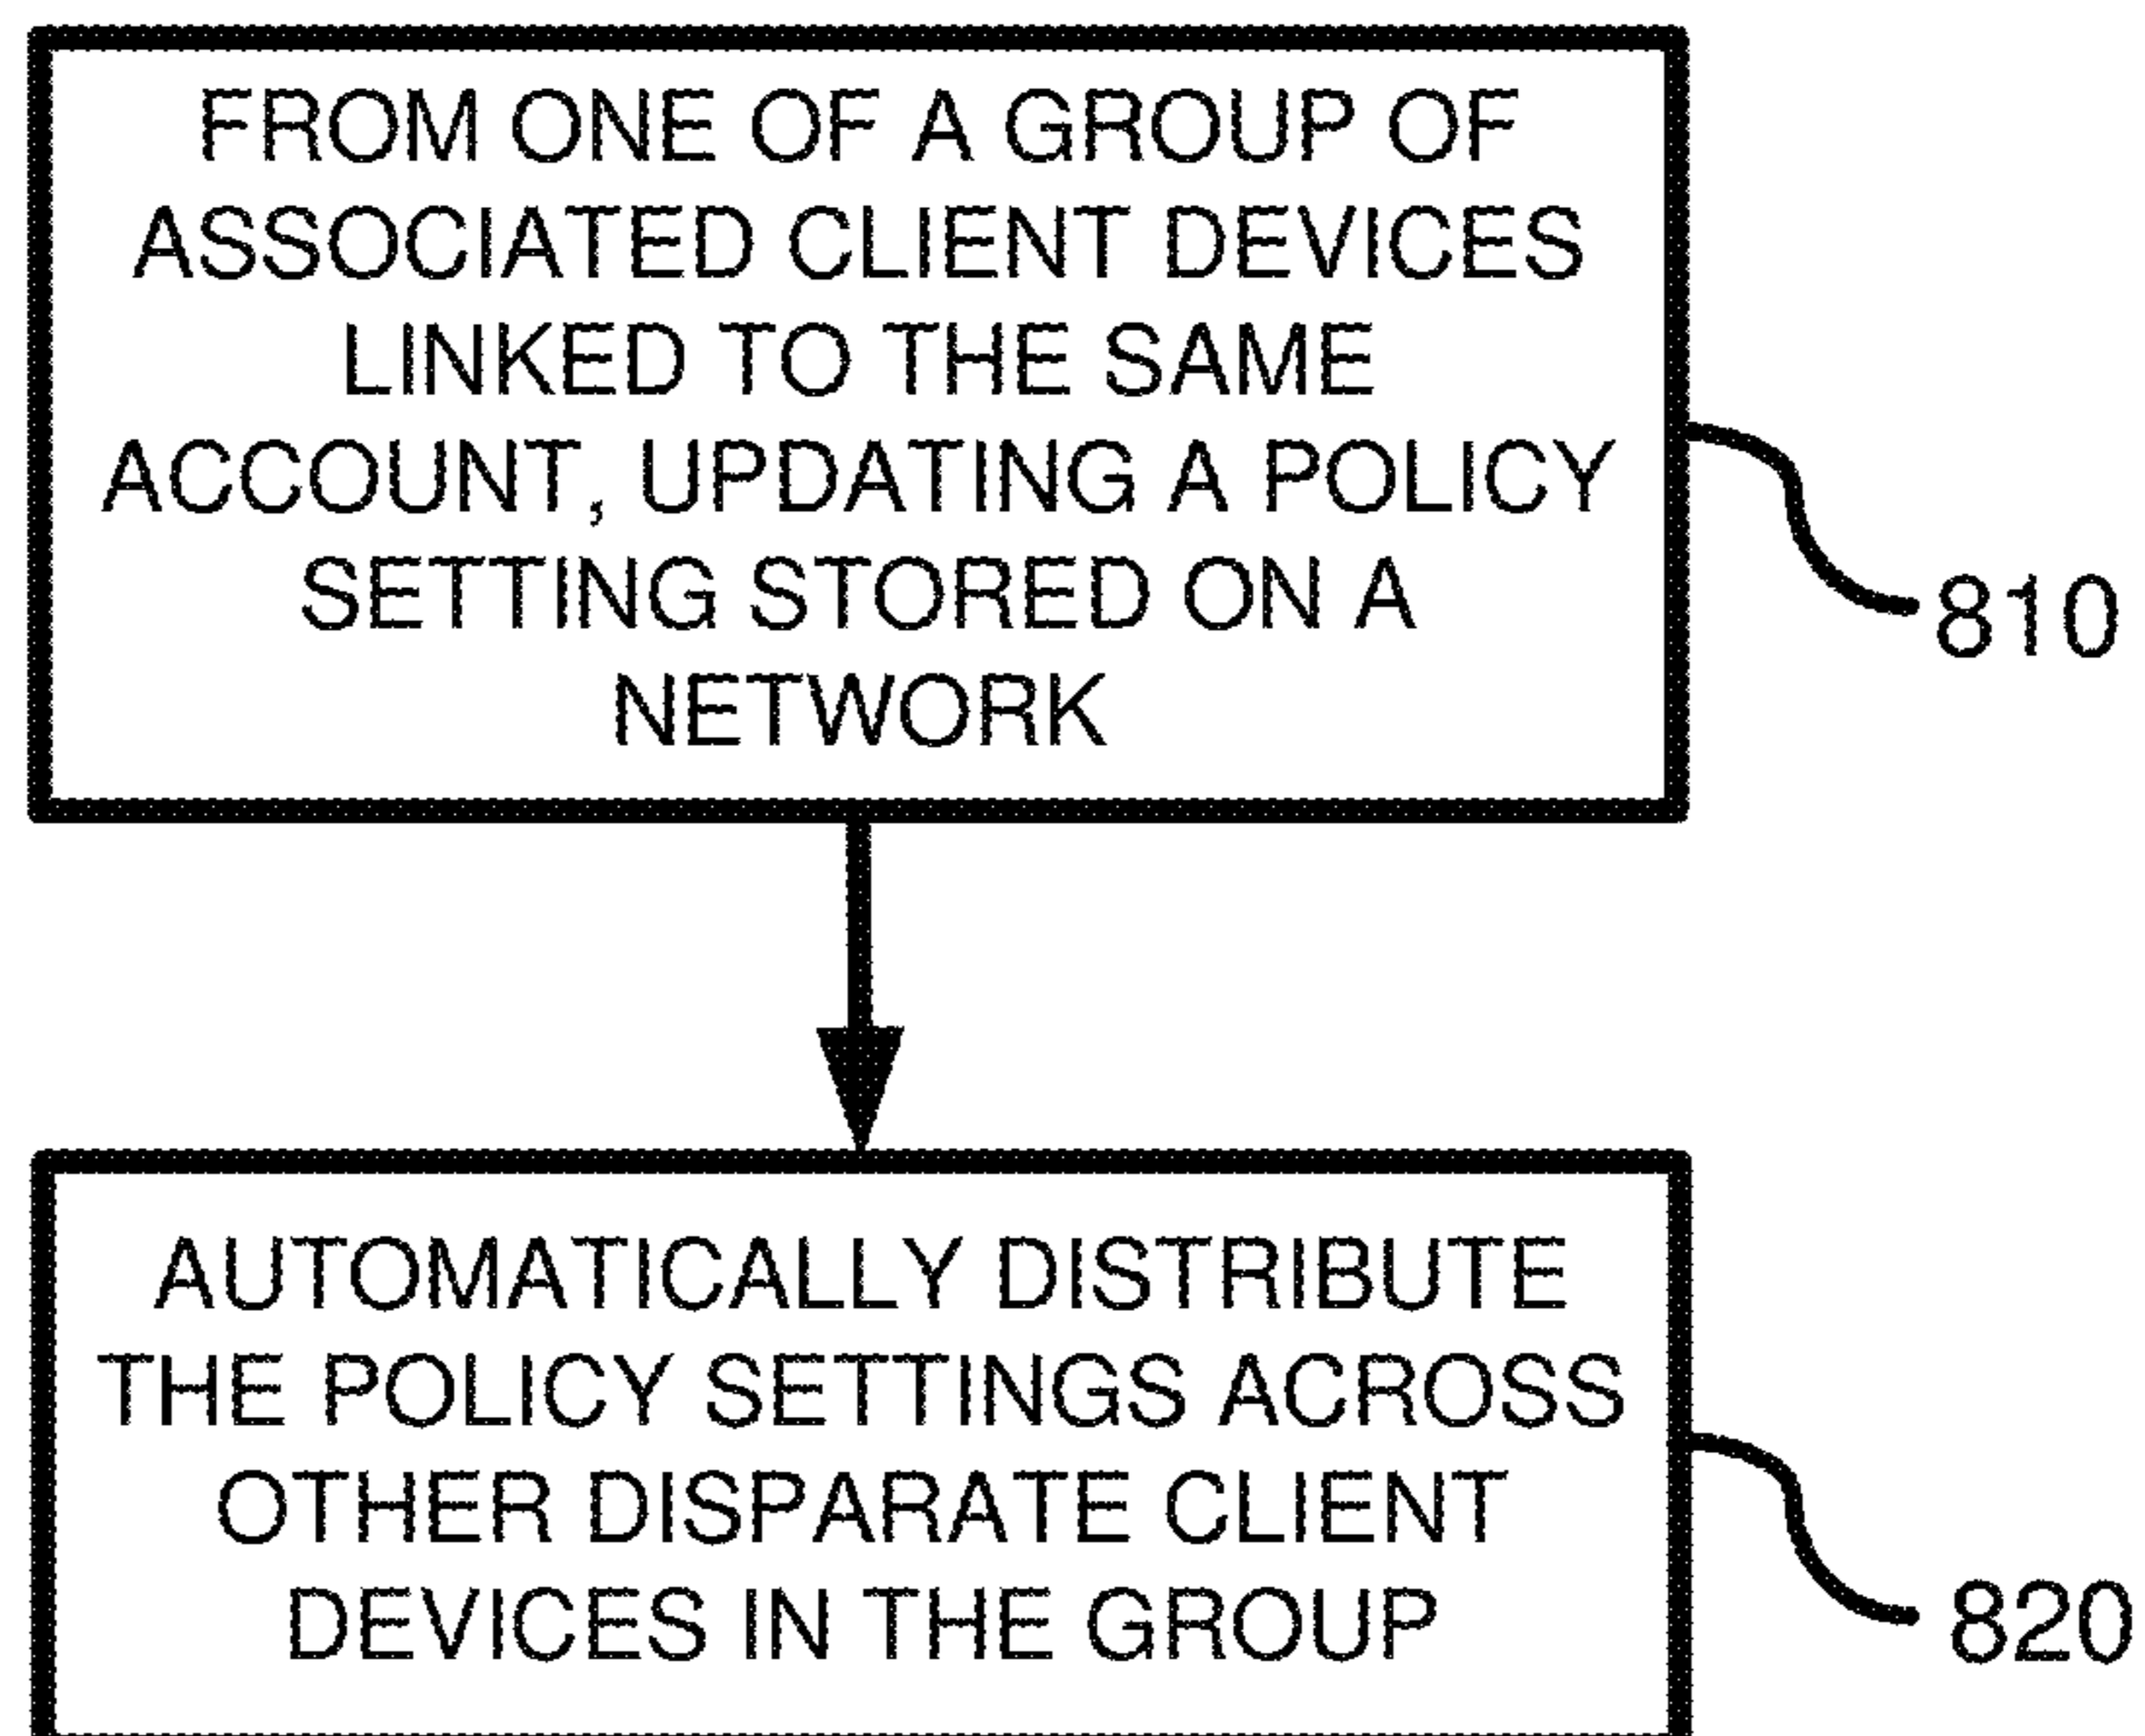 FROM ONE OF A GROUP OF
ASSOCIATED CLIENT DEVICES
LINKED TO THE SAME
ACCOUNT, UPDATING A POLICY
SETTING STORED ON A
NETWORK
810
AUTOMATICALLY DISTRIBUTE
THE POLICY SETTINGS ACROSS
OTHER DISPARATE CLIENT
DEVICES IN THE GROUP
820